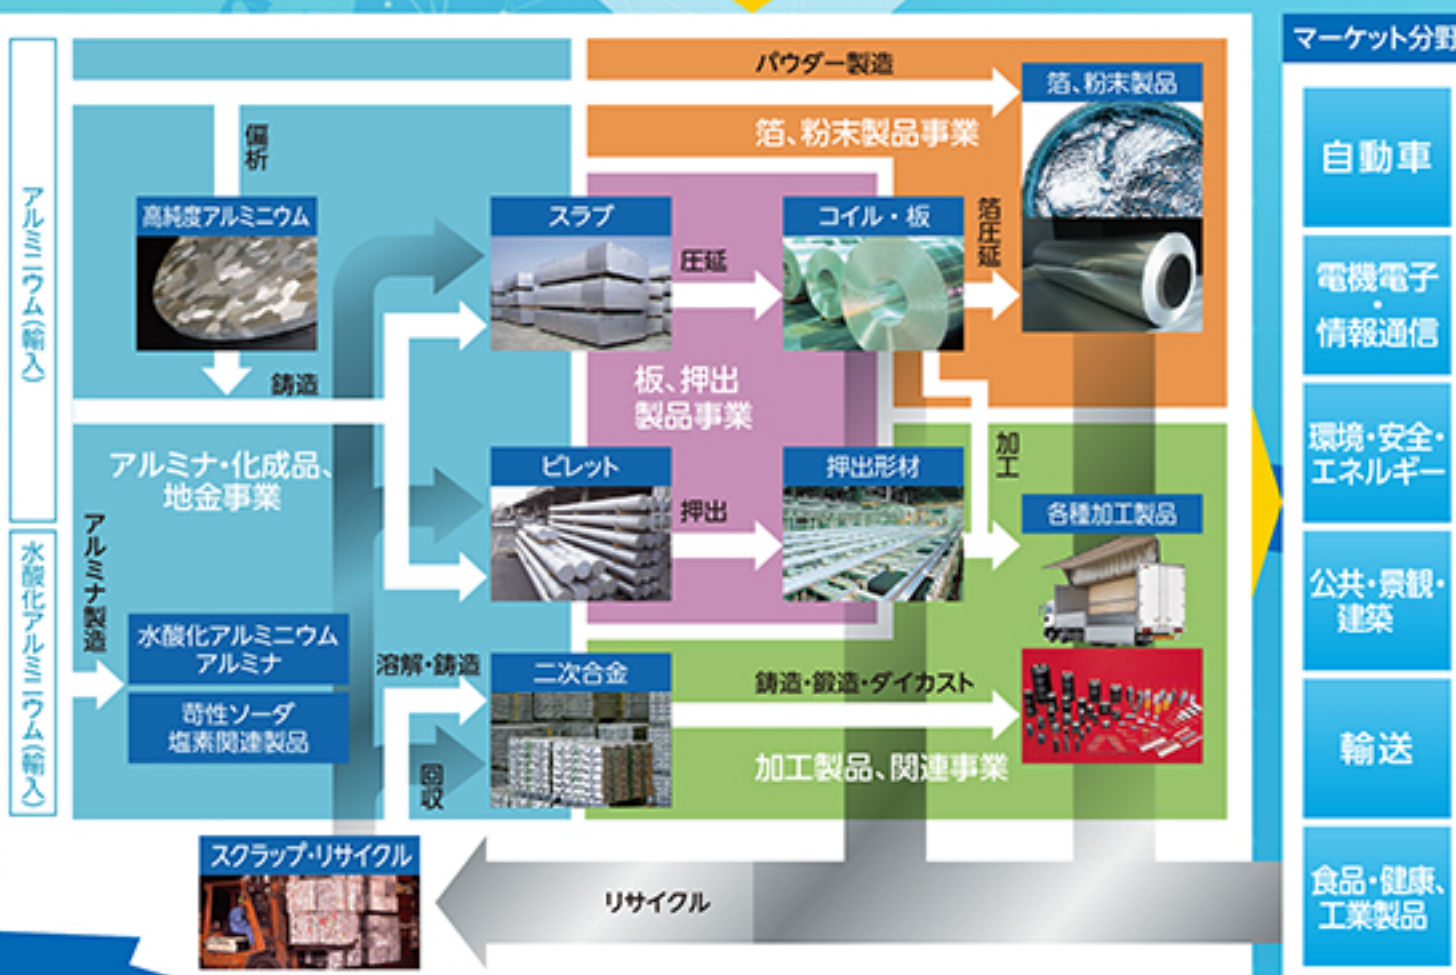 マーケット分野
パウダー製造
箔、粉末製品
箔、粉末製品事業
自動車
偏析
アルミニウム(輸入)
高純度アルミニウム
スラブ
圧延
コイル・板
箔圧延
電機電子
・
情報通信
鋳造
板、押出
製品事業
アルミナ・化成品、
地金事業
ビレット
押出
押出形材
加工
各種加工製品
環境・安全・
エネルギー
水酸化アルミニウム(輸入)
アルミナ製造
水酸化アルミニウム
アルミナ
苛性ソーダ
塩素関連製品
溶解・鋳造
二次合金
鋳造・鍛造・ダイカスト
加工製品、関連事業
回収
公共・景観・
建築
輸送
スクラップ・リサイクル
リサイクル
食品・健康、
工業製品